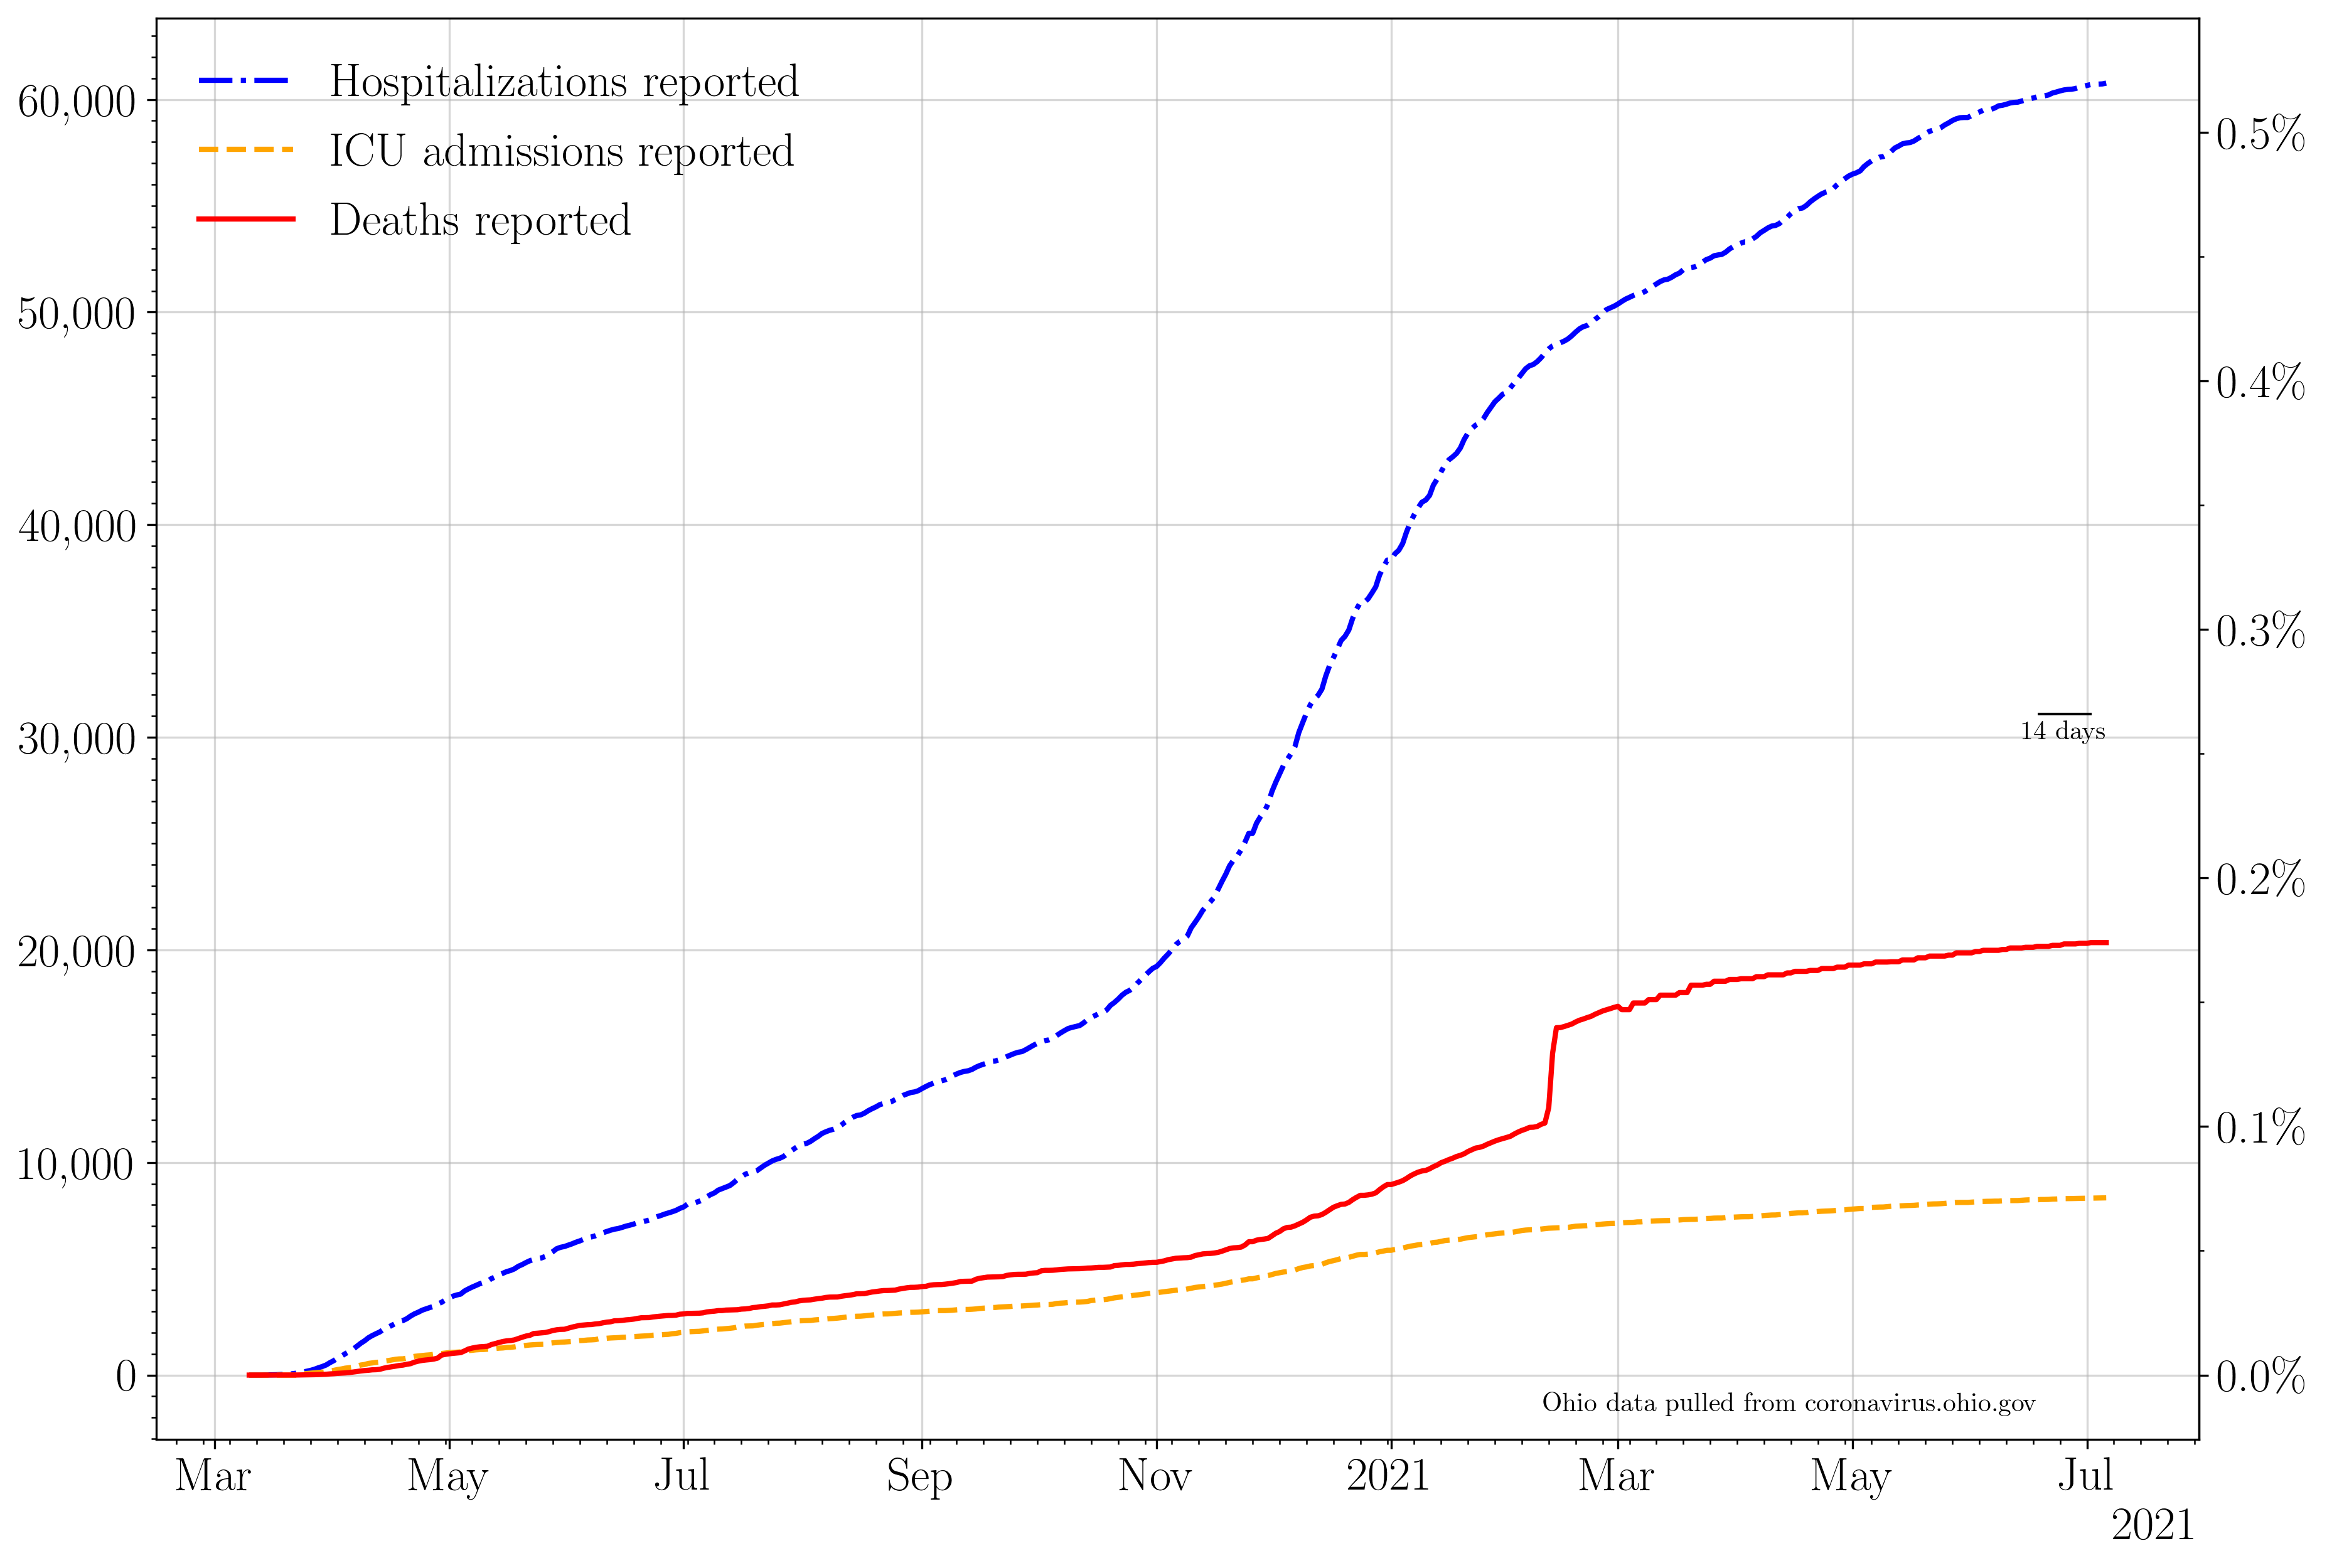 Hospitalizations reported
ICU admissions reported
Deaths reported
60,000
50,000
40,000
30,000
20,000
10,000
0
0.5%
0.4%
0.3%
0.2%
0.1%
0.0%
14 days
Ohio data pulled from coronavirus.ohio.gov
Mar May Jul Sep Nov 2021 Mar May Jul
2021